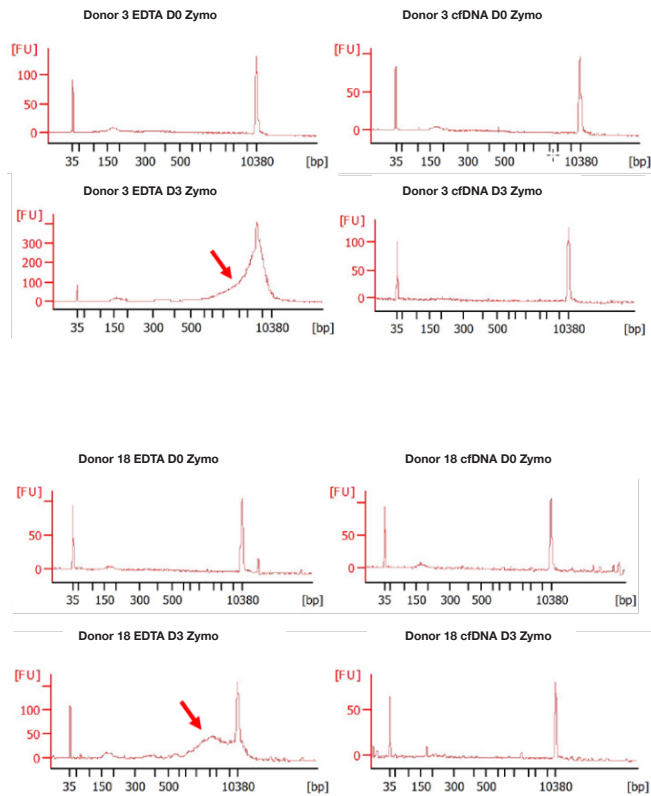 Donor 3 EDTA D0 Zymo
[FU]
100
50
0
35 150 300 500 10380 [bp]
Donor 3 cfDNA D0 Zymo
[FU]
50
0
35 150 300 500 10380 [bp]
Donor 3 EDTA D3 Zymo
[FU]
300
200
100
0
35 150 300 500 10380 [bp]
Donor 3 cfDNA D3 Zymo
[FU]
100
50
0
35 150 300 500 10380 [bp]
Donor 18 EDTA D0 Zymo
[FU]
50
0
35 150 300 500 10380 [bp]
Donor 18 cfDNA D0 Zymo
[FU]
50
0
35 150 300 500 10380 [bp]
Donor 18 EDTA D3 Zymo
[FU]
100
50
0
35 150 300 500 10380 [bp]
Donor 18 cfDNA D3 Zymo
[FU]
50
0
35 150 300 500 10380 [bp]